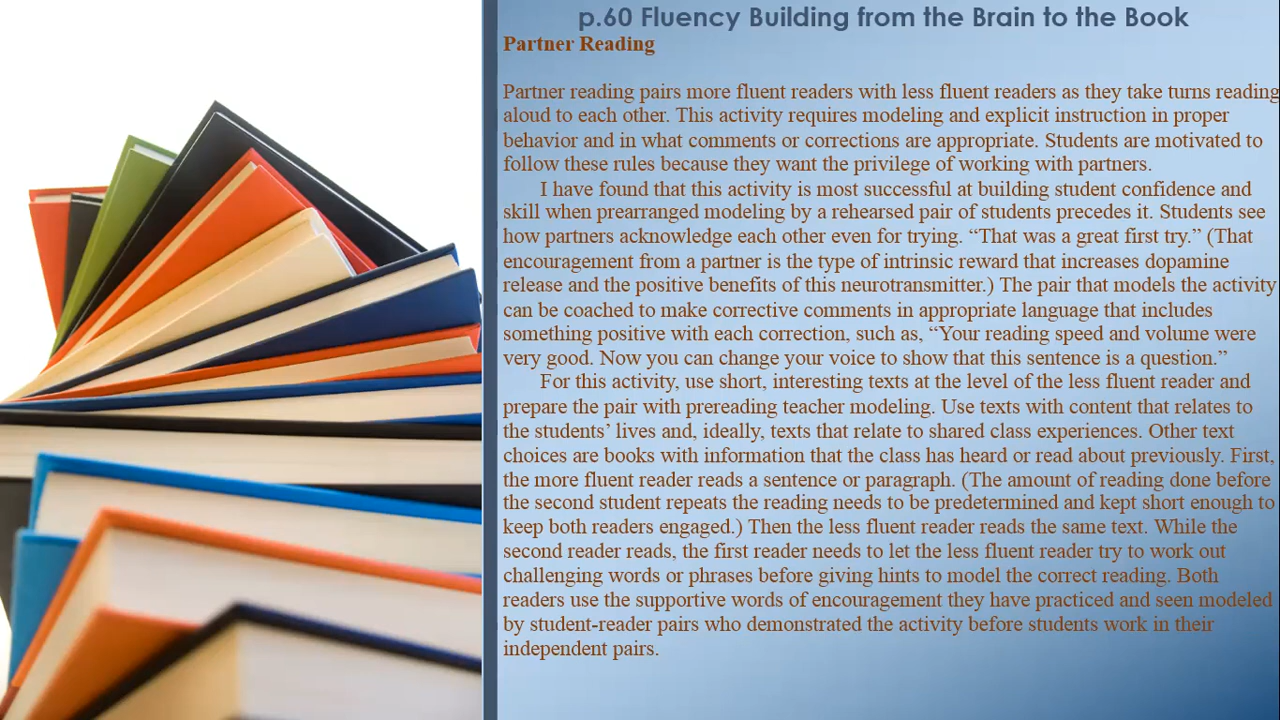 p.60 Fluency Building from the Brain to the Book
Partner Reading
Partner reading pairs more fluent readers with less fluent readers as they take turns reading
aloud to each other. This activity requires modeling and explicit instruction in proper
behavior and in what comments or corrections are appropriate. Students are motivated to
follow these rules because they want the privilege of working with partners.
I have found that this activity is most successful at building student confidence and
skill when prearranged modeling by a rehearsed pair of students precedes it. Students see
how partners acknowledge each other even for trying. “That was a great first try.” (That
encouragement from a partner is the type of intrinsic reward that increases dopamine
release and the positive benefits of this neurotransmitter.) The pair that models the activity
can be coached to make corrective comments in appropriate language that includes
something positive with each correction, such as, “Your reading speed and volume were
very good. Now you can change your voice to show that this sentence is a question.”
For this activity, use short, interesting texts at the level of the less fluent reader and
prepare the pair with prereading teacher modeling. Use texts with content that relates to
the students’ lives and, ideally, texts that relate to shared class experiences. Other text
choices are books with information that the class has heard or read about previously. First,
the more fluent reader reads a sentence or paragraph. (The amount of reading done before
the second student repeats the reading needs to be predetermined and kept short enough to
keep both readers engaged.) Then the less fluent reader reads the same text. While the
second reader reads, the first reader needs to let the less fluent reader try to work out
challenging words or phrases before giving hints to model the correct reading. Both
readers use the supportive words of encouragement they have practiced and seen modeled
by student-reader pairs who demonstrated the activity before students work in their
independent pairs.